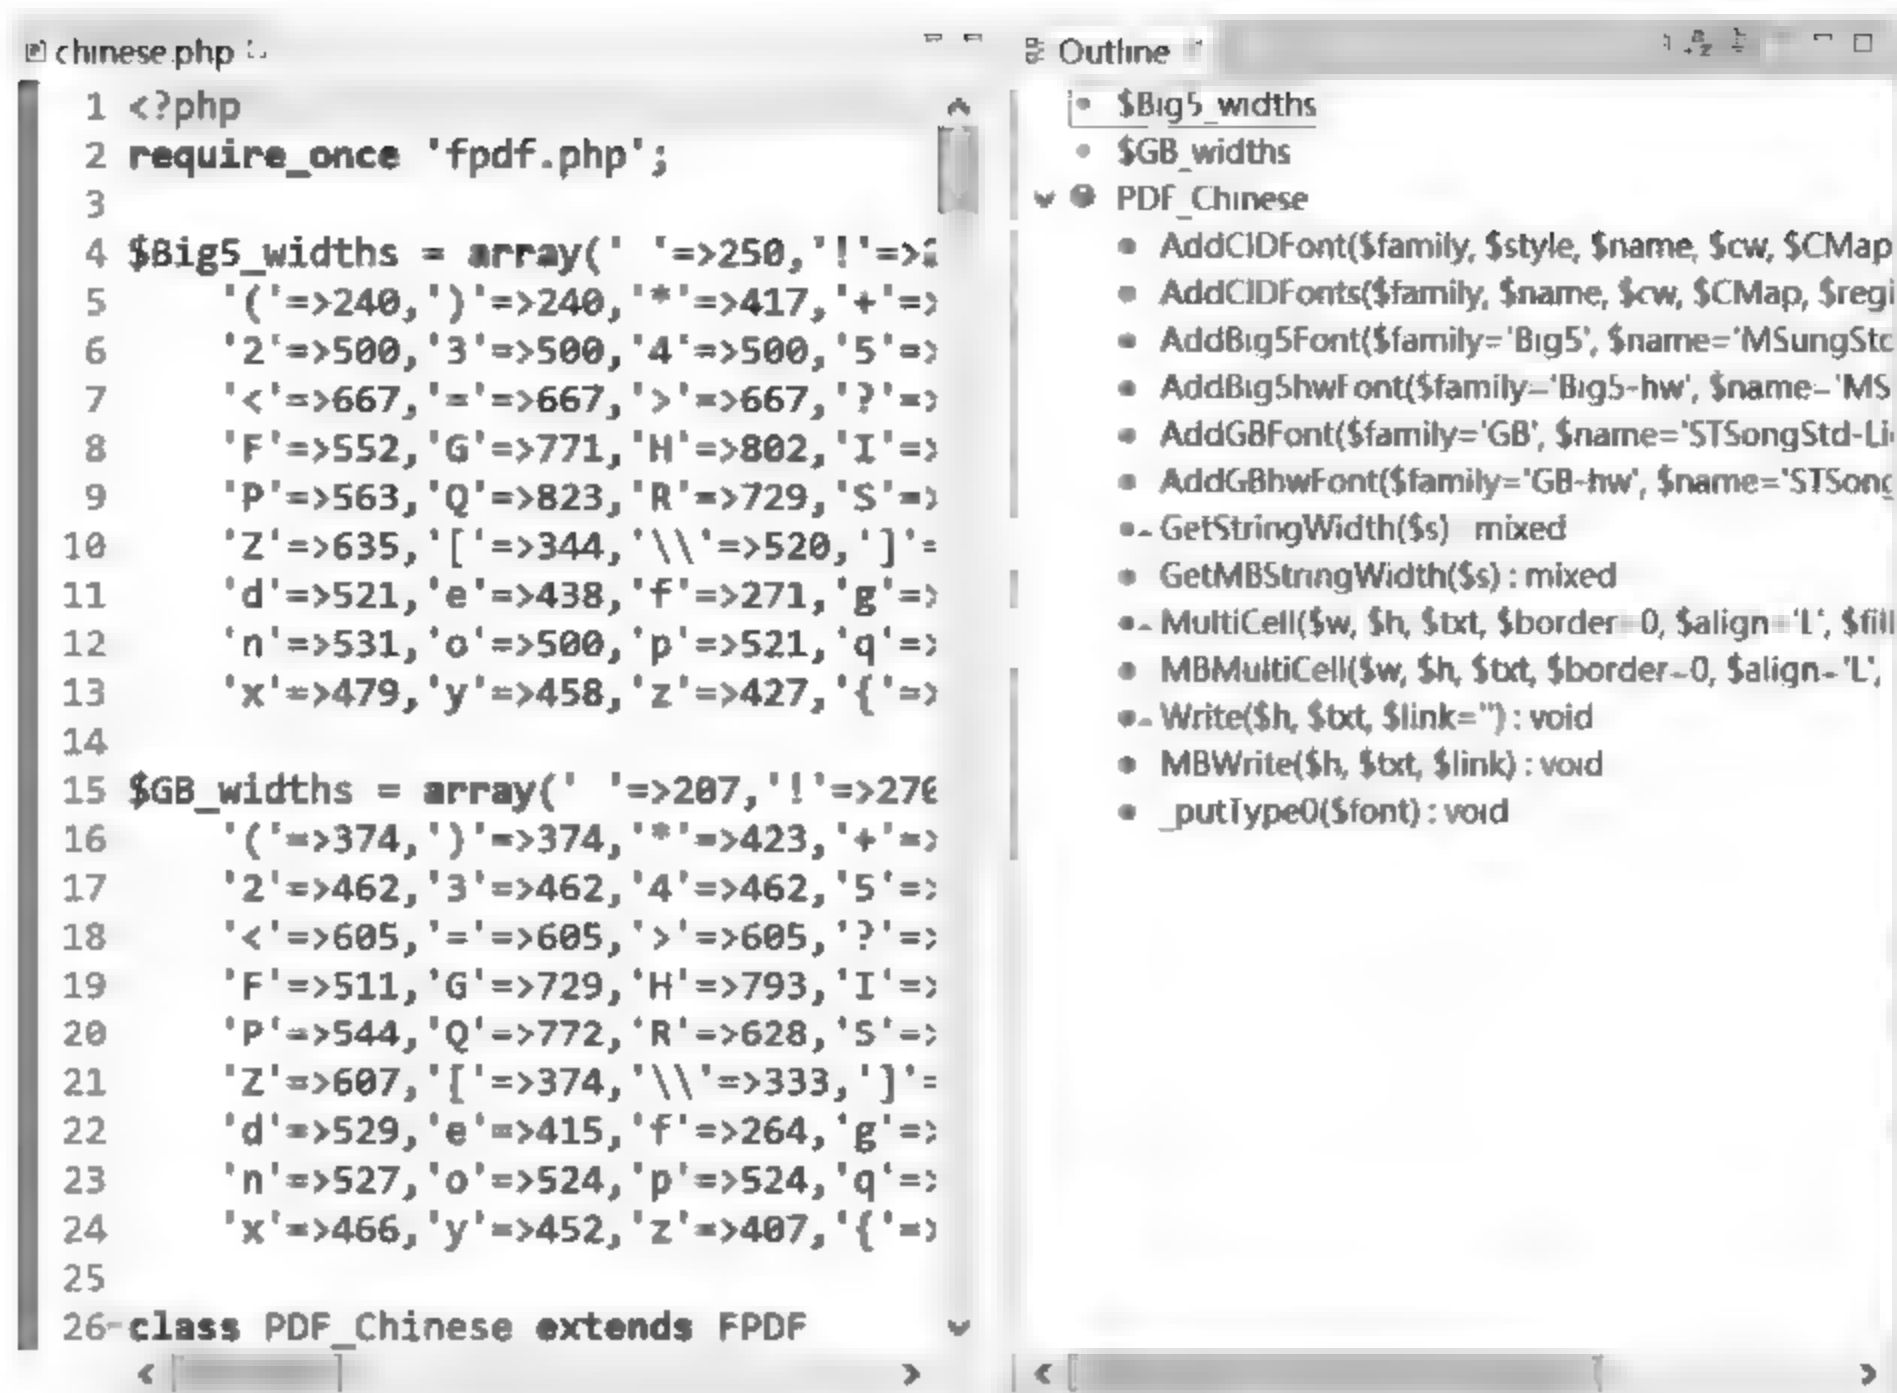 chinese.php
1 <?php
2 require_once 'fpdf.php';
3
4 $Big5_widths = array(' '=>250,'!'=>
5 '('=>240,')'=>240,'*'=>417,'+'=>
6 '2'=>500,'3'=>500,'4'=>500,'5'=>
7 '<'=>667,'='=>667,'>'=>667,'?'=>
8 'F'=>552,'G'=>771,'H'=>802,'I'=>
9 'P'=>563,'Q'=>823,'R'=>729,'S'=>
10 'Z'=>635,'['=>344,'\\'=>520,']'=
11 'd'=>521,'e'=>438,'f'=>271,'g'=>
12 'n'=>531,'o'=>500,'p'=>521,'q'=>
13 'x'=>479,'y'=>458,'z'=>427,'{'=>
14
15 $GB_widths = array(' '=>207,'!'=>270
16 '('=>374,')'=>374,'*'=>423,'+'=>
17 '2'=>462,'3'=>462,'4'=>462,'5'=>
18 '<'=>605,'='=>605,'>'=>605,'?'=>
19 'F'=>511,'G'=>729,'H'=>793,'I'=>
20 'P'=>544,'Q'=>772,'R'=>628,'S'=>
21 'Z'=>607,'['=>374,'\\'=>333,']'=
22 'd'=>529,'e'=>415,'f'=>264,'g'=>
23 'n'=>527,'o'=>524,'p'=>524,'q'=>
24 'x'=>466,'y'=>452,'z'=>407,'{'=>
25
26 class PDF_Chinese extends FPDF
Outline
$Big5_widths
$GB_widths
PDF_Chinese
AddCIDFont($family, $style, $name, $cw, $CMap
AddCIDFonts($family, $name, $cw, $CMap, $regi
AddBig5Font($family='Big5', $name='MSungStd
AddBig5hwFont($family='Big5-hw', $name='MS
AddGBFont($family='GB', $name='STSongStd-Li
AddGBhwFont($family='GB-hw', $name='STSong
GetStringWidth($s) : mixed
GetMBStringWidth($s) : mixed
MultiCell($w, $h, $txt, $border=0, $align='L', $fill
MBMultiCell($w, $h, $txt, $border=0, $align='L',
Write($h, $txt, $link='') : void
MBWrite($h, $txt, $link) : void
_putType0($font) : void